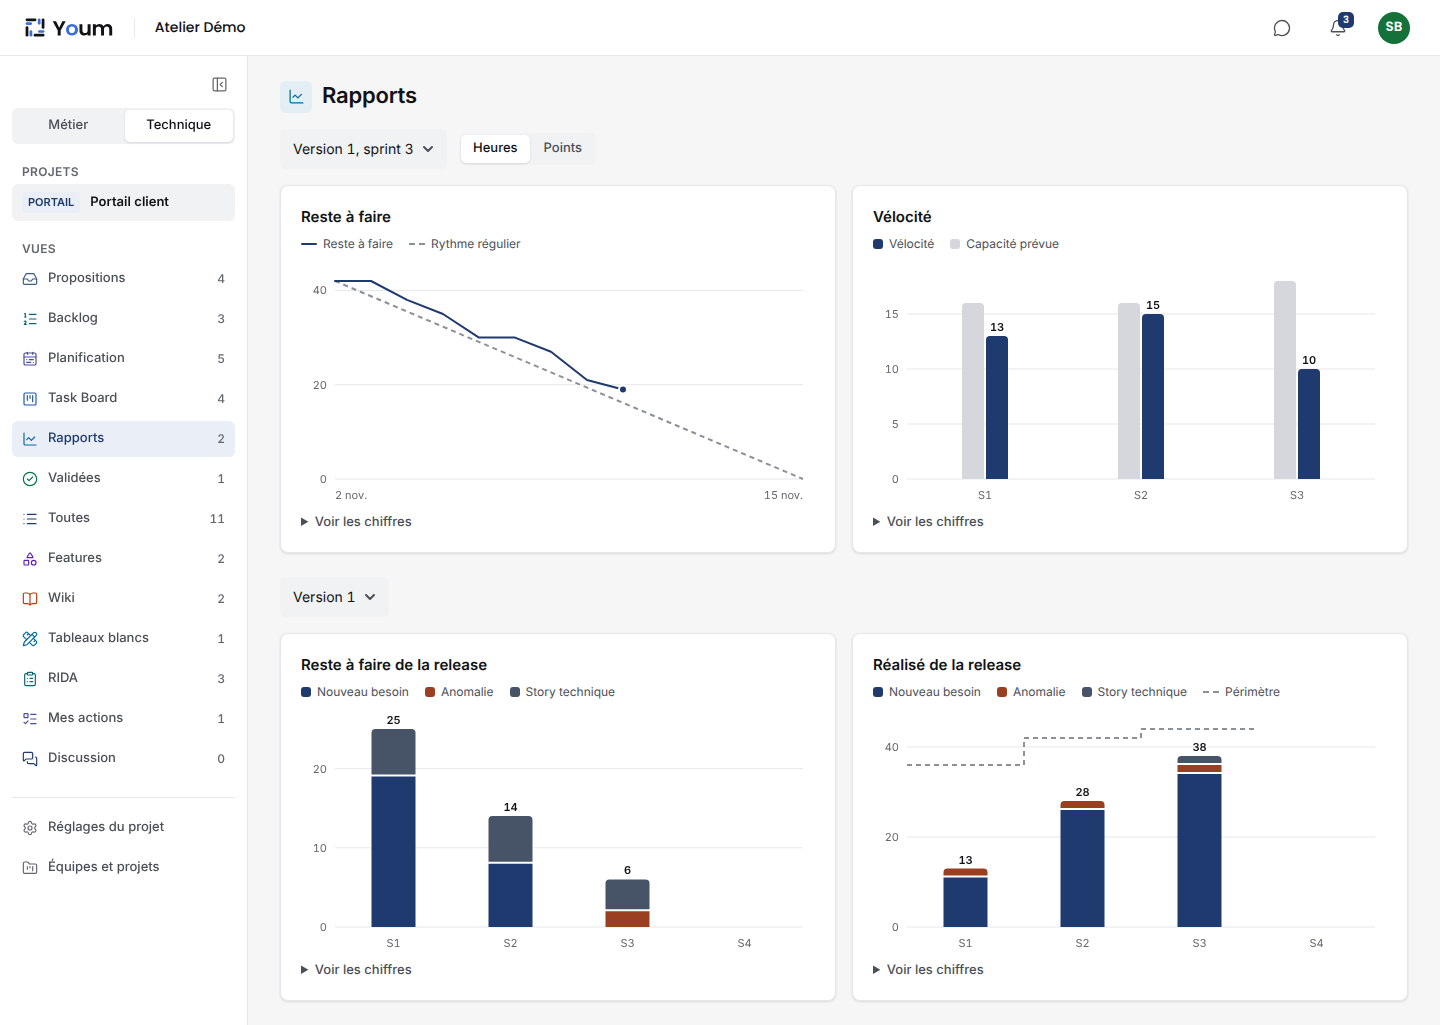 Youm
Atelier Démo
3
SB
Métier
Technique
PROJETS
PORTAIL Portail client
VUES
Propositions 4
Backlog 3
Planification 5
Task Board 4
Rapports 2
Validées 1
Toutes 11
Features 2
Wiki 2
Tableaux blancs 1
RIDA 3
Mes actions 1
Discussion 0
Réglages du projet
Équipes et projets
Rapports
Version 1, sprint 3
Heures
Points
Reste à faire
Reste à faire Rythme régulier
40
20
0
2 nov. 15 nov.
Voir les chiffres
Vélocité
Vélocité Capacité prévue
15
10
5
0
13
15
10
S1 S2 S3
Voir les chiffres
Version 1
Reste à faire de la release
Nouveau besoin Anomalie Story technique
25
14
6
20
10
0
S1 S2 S3 S4
Voir les chiffres
Réalisé de la release
Nouveau besoin Anomalie Story technique Périmètre
40
20
0
13
28
38
S1 S2 S3 S4
Voir les chiffres